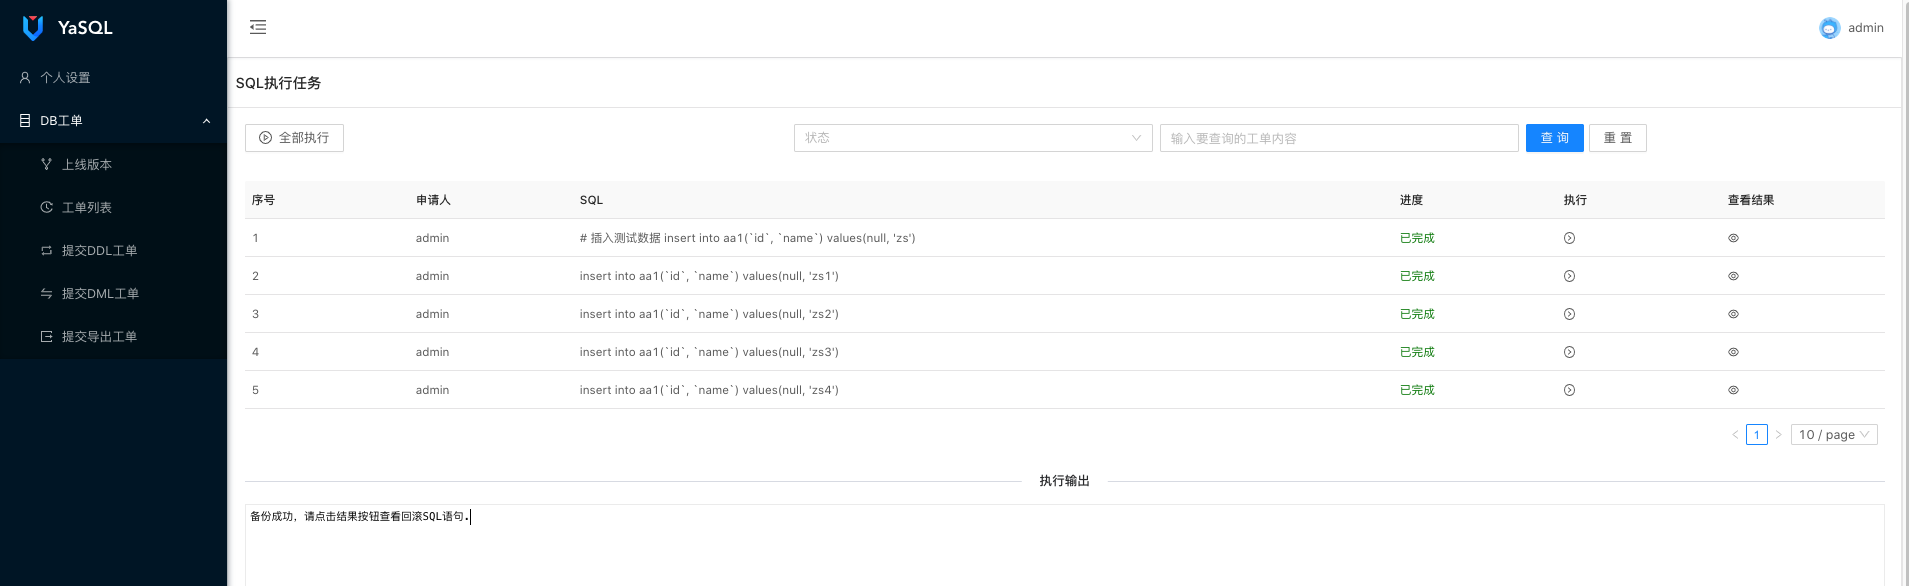 YaSQL
admin
个人设置
DB工单
上线版本
工单列表
提交DDL工单
提交DML工单
提交导出工单
SQL执行任务
全部执行 状态 输入要查询的工单内容 查 询 重 置
序号 申请人 SQL 进度 执行 查看结果
1 admin # 插入测试数据 insert into aa1(`id`, `name`) values(null, 'zs') 已完成
2 admin insert into aa1(`id`, `name`) values(null, 'zs1') 已完成
3 admin insert into aa1(`id`, `name`) values(null, 'zs2') 已完成
4 admin insert into aa1(`id`, `name`) values(null, 'zs3') 已完成
5 admin insert into aa1(`id`, `name`) values(null, 'zs4') 已完成
< 1 > 10 / page
执行输出
备份成功，请点击结果按钮查看回滚SQL语句.